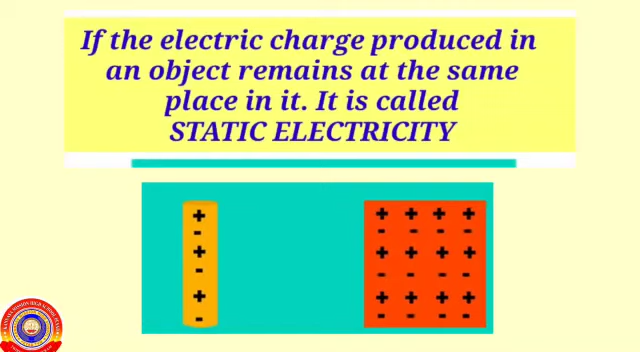 If the electric charge produced in
an object remains at the same
place in it. It is called
STATIC ELECTRICITY
+ + + + +
- - - - -
+ + + + +
- - - - -
+ + + + +
- - - - -